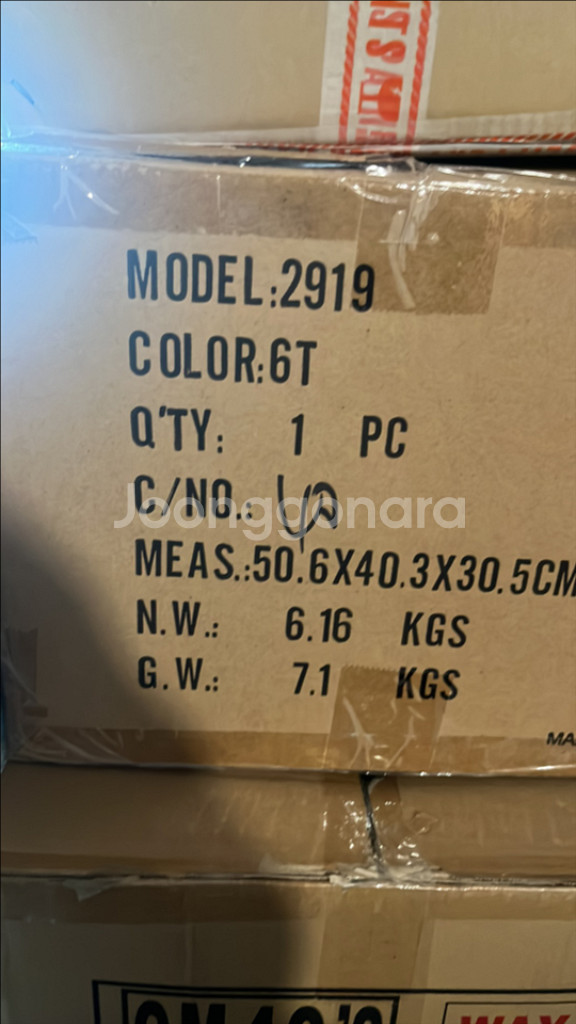 MODEL:2919
COLOR:6T
Q'TY: 1 PC
C/NO.:
Joonggonara
MEAS.:50.6X40.3X30.5CM
N.W.: 6.16 KGS
G.W.: 7.1 KGS